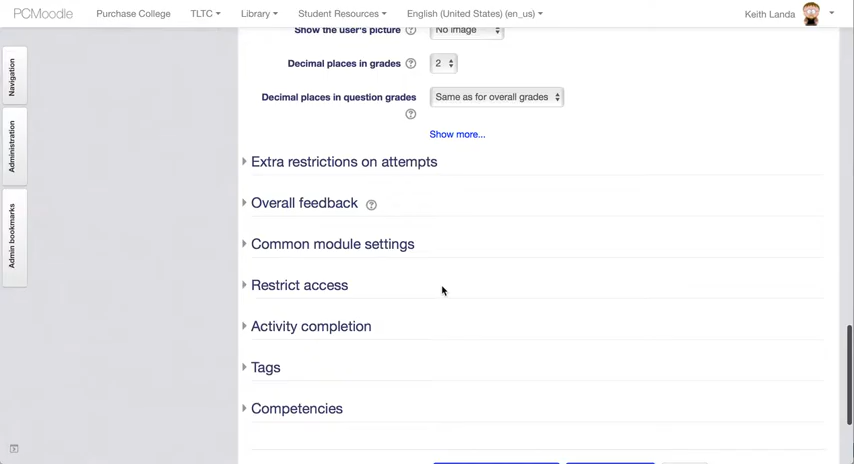 PCMoodle Purchase College TLTC Library Student Resources English (United States) (en_us) Keith Landa
Show the user's picture No image
Decimal places in grades 2
Decimal places in question grades Same as for overall grades
Show more...
Navigation
Administration
Admin bookmarks
Extra restrictions on attempts
Overall feedback
Common module settings
Restrict access
Activity completion
Tags
Competencies